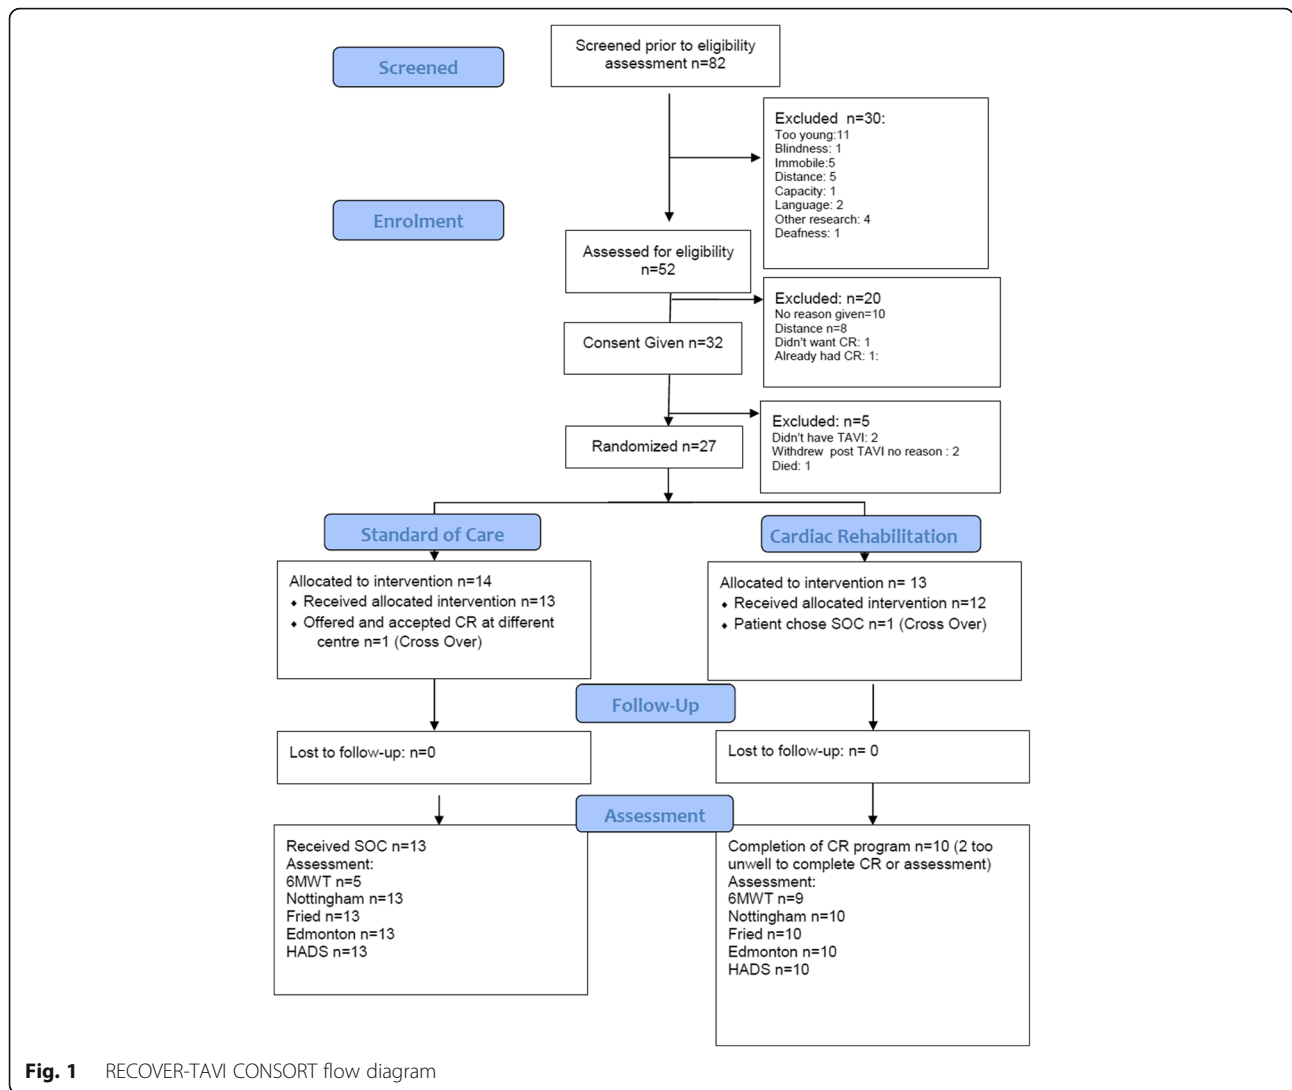 Screened
Screened prior to eligibility
assessment n=82
Excluded  n=30:
Too young:11
Blindness: 1
Immobile:5
Distance: 5
Capacity: 1
Language: 2
Other research: 4
Deafness: 1
Enrolment
Assessed for eligibility
n=52
Excluded: n=20
No reason given=10
Distance n=8
Didn't want CR: 1
Already had CR: 1:
Consent Given n=32
Excluded: n=5
Didn't have TAVI: 2
Withdrew  post TAVI no reason : 2
Died: 1
Randomized n=27
Standard of Care
Allocated to intervention n=14
♦ Received allocated intervention n=13
♦ Offered and accepted CR at different
centre n=1 (Cross Over)
Cardiac Rehabilitation
Allocated to intervention n= 13
♦ Received allocated intervention n=12
♦ Patient chose SOC n=1 (Cross Over)
Follow-Up
Lost to follow-up: n=0
Lost to follow-up: n= 0
Assessment
Received SOC n=13
Assessment:
6MWT n=5
Nottingham n=13
Fried n=13
Edmonton n=13
HADS n=13
Completion of CR program n=10 (2 too
unwell to complete CR or assessment)
Assessment:
6MWT n=9
Nottingham n=10
Fried n=10
Edmonton n=10
HADS n=10
Fig. 1 RECOVER-TAVI CONSORT flow diagram